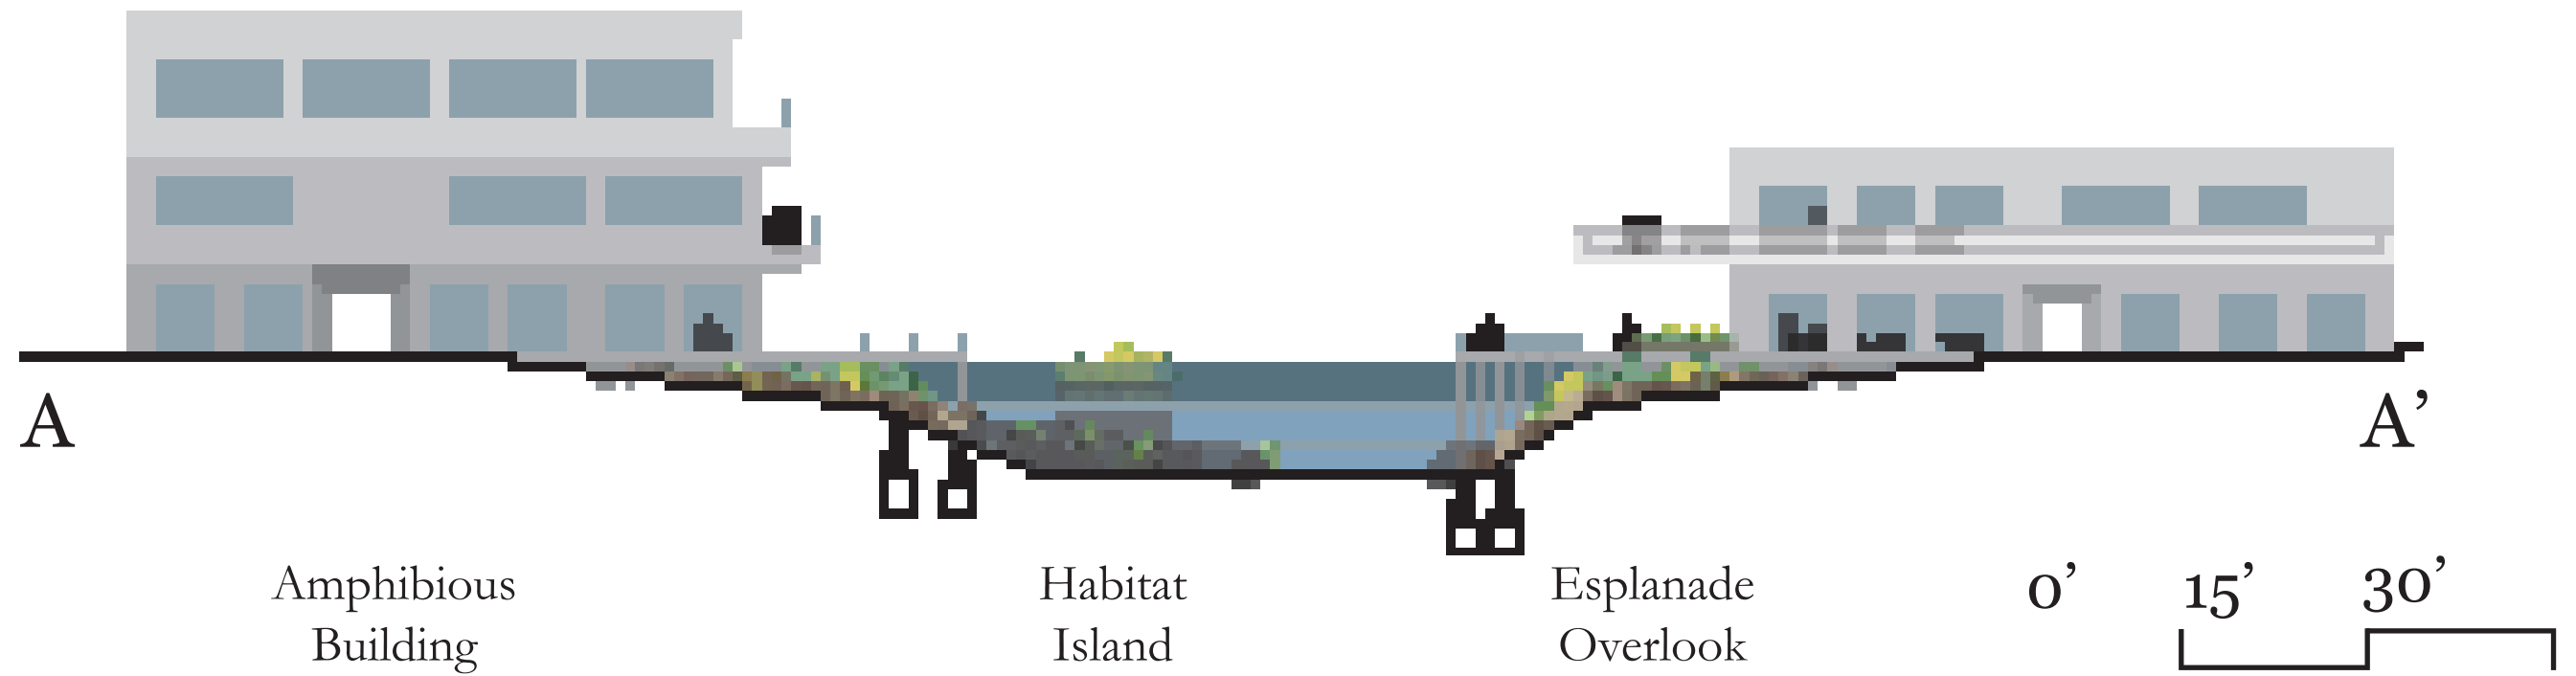 A
A’
Amphibious
Building
Habitat
Island
Esplanade
Overlook
0’ 15’ 30’